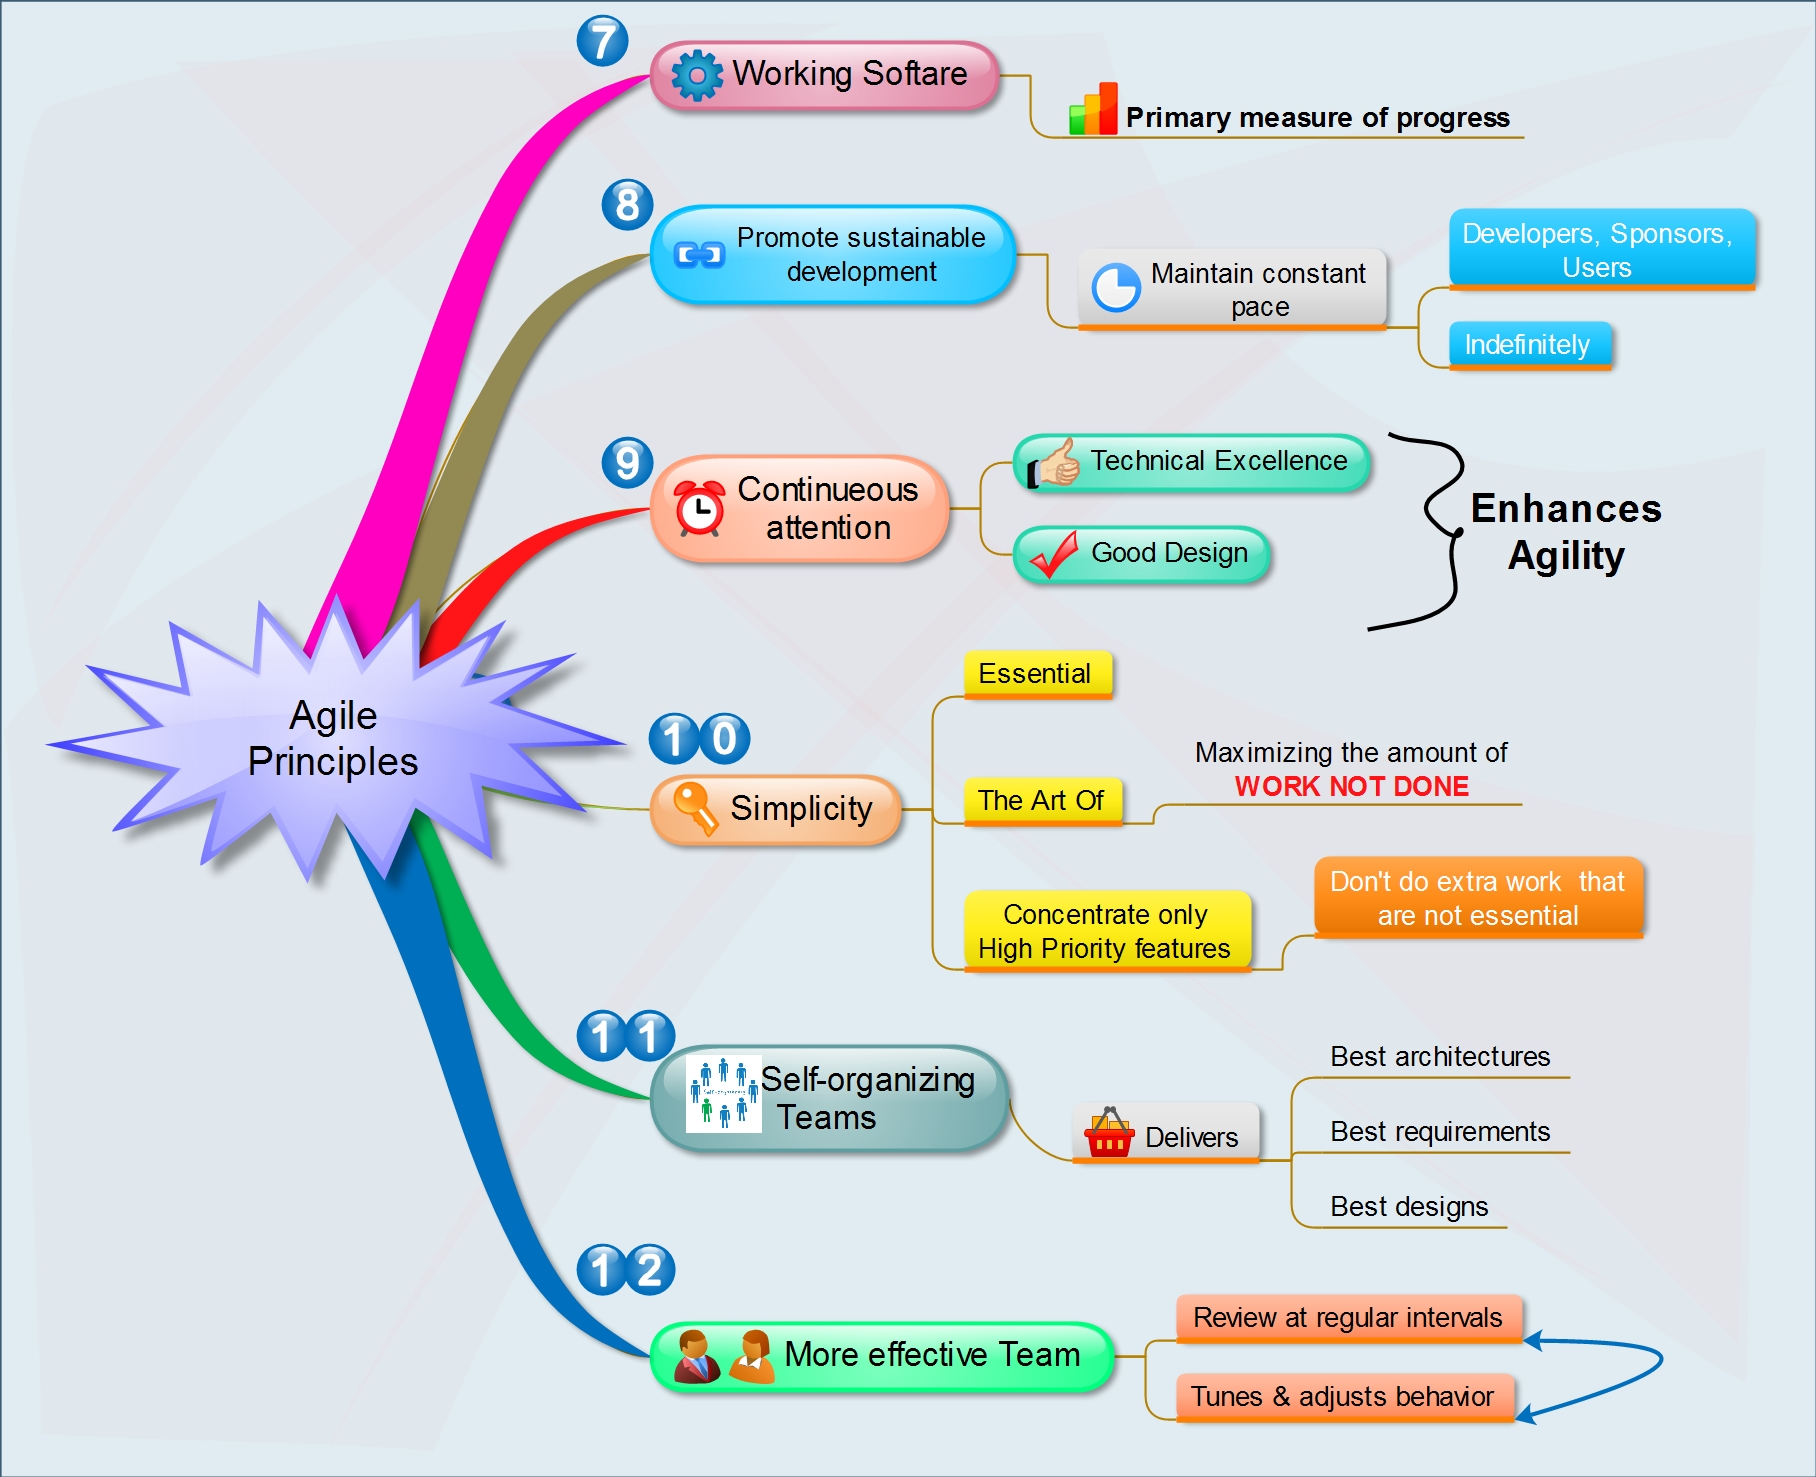 7
Working Softare
Primary measure of progress
8
Promote sustainable
development
Maintain constant
pace
Developers, Sponsors,
Users
Indefinitely
9
Continueous
attention
Technical Excellence
Good Design
Enhances
Agility
Agile
Principles
10
Simplicity
Essential
The Art Of
Maximizing the amount of
WORK NOT DONE
Concentrate only
High Priority features
Don't do extra work  that
are not essential
11
Self-organizing
Teams
Delivers
Best architectures
Best requirements
Best designs
12
More effective Team
Review at regular intervals
Tunes & adjusts behavior